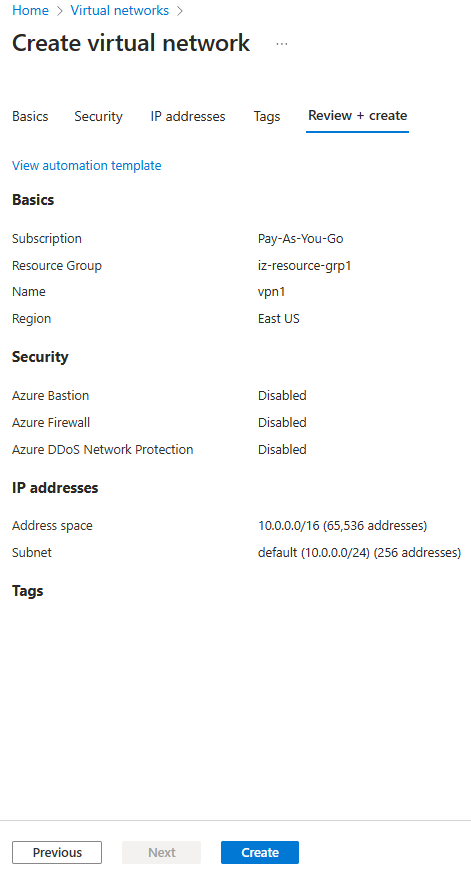 Home > Virtual networks >
Create virtual network ...
Basics Security IP addresses Tags Review + create
View automation template
Basics
Subscription Pay-As-You-Go
Resource Group iz-resource-grp1
Name vpn1
Region East US
Security
Azure Bastion Disabled
Azure Firewall Disabled
Azure DDoS Network Protection Disabled
IP addresses
Address space 10.0.0.0/16 (65,536 addresses)
Subnet default (10.0.0.0/24) (256 addresses)
Tags
Previous Next Create